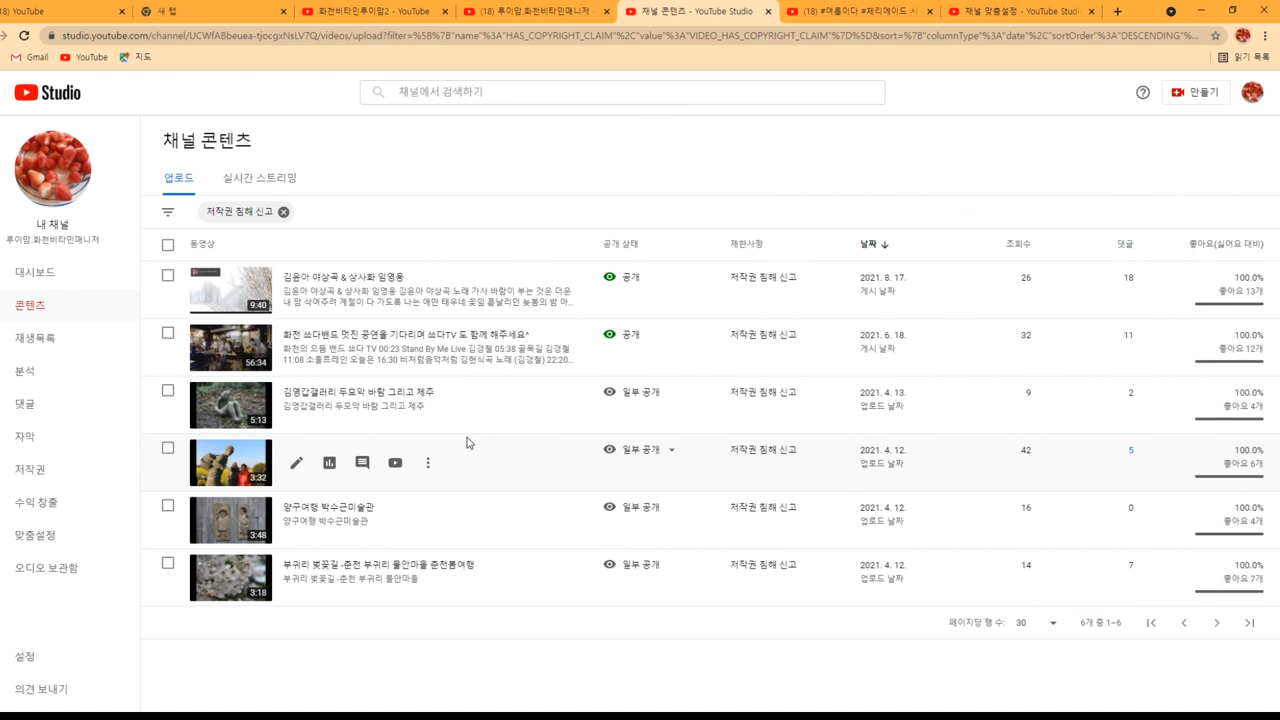 18) YouTube
새 탭
화전비타민루이맘2 - YouTube
(18) 루이맘 화전비타민매니저 -
채널 콘텐츠 - YouTube Studio
(18) #여름이다 #제리에이드 시
채널 맞춤설정 - YouTube Studi
studio.youtube.com/channel/UCWfABbeuea-tjocgxNsLV7Q/videos/upload?filter=%5B%7B"name"%3A"HAS_COPYRIGHT_CLAIM"%2C"value"%3A"VIDEO_HAS_COPYRIGHT_CLAIM"%7D%5D&sort=%7B"columnType"%3A"date"%2C"sortOrder"%3A"DESCENDING"%...
Gmail
YouTube
지도
읽기 목록
Studio
채널에서 검색하기
만들기
내 채널
루이맘.화전비타민매니저
대시보드
콘텐츠
재생목록
분석
댓글
자막
저작권
수익 창출
맞춤설정
오디오 보관함
설정
의견 보내기
채널 콘텐츠
업로드
실시간 스트리밍
저작권 침해 신고
동영상
공개 상태
제한사항
날짜
조회수
댓글
좋아요(싫어요 대비)
9:40
김윤아 야상곡 & 상사화 임영웅
김윤아 야상곡 & 상사화 임영웅 김윤아 야상곡 노래 가사 바람이 부는 것은 더운
내 맘 삭여주려 계절이 다 가도록 나는 애만 태우네 꽃잎 흩날리던 늦봄의 밤 아...
공개
저작권 침해 신고
2021. 8. 17.
게시 날짜
26
18
100.0%
좋아요 13개
56:34
화전 쓰다밴드 멋진 공연을 기다리며 쓰다TV 도 함께 해주세요^
화전의 으뜸 밴드 쓰다 TV 00:23 Stand By Me Live 김경철 05:38 골목길 김경철
11:08 소울트레인 오늘은 16:30 비처럼음악처럼 김현식곡 노래 (김경철) 22:20...
공개
저작권 침해 신고
2021. 6. 18.
게시 날짜
32
11
100.0%
좋아요 12개
5:13
김영갑갤러리 두모악 바람 그리고 제주
김영갑갤러리 두모악 바람 그리고 제주
일부 공개
저작권 침해 신고
2021. 4. 13.
업로드 날짜
9
2
100.0%
좋아요 4개
3:32
일부 공개
저작권 침해 신고
2021. 4. 12.
업로드 날짜
42
5
100.0%
좋아요 6개
3:48
양구여행 박수근미술관
양구여행 박수근미술관
일부 공개
저작권 침해 신고
2021. 4. 12.
업로드 날짜
16
0
100.0%
좋아요 4개
3:18
부귀리 벚꽃길 -춘천 부귀리 물안마을 춘천봄여행
부귀리 벚꽃길 -춘천 부귀리 물안마을
일부 공개
저작권 침해 신고
2021. 4. 12.
업로드 날짜
14
7
100.0%
좋아요 7개
페이지당 행 수:
30
6개 중 1~6